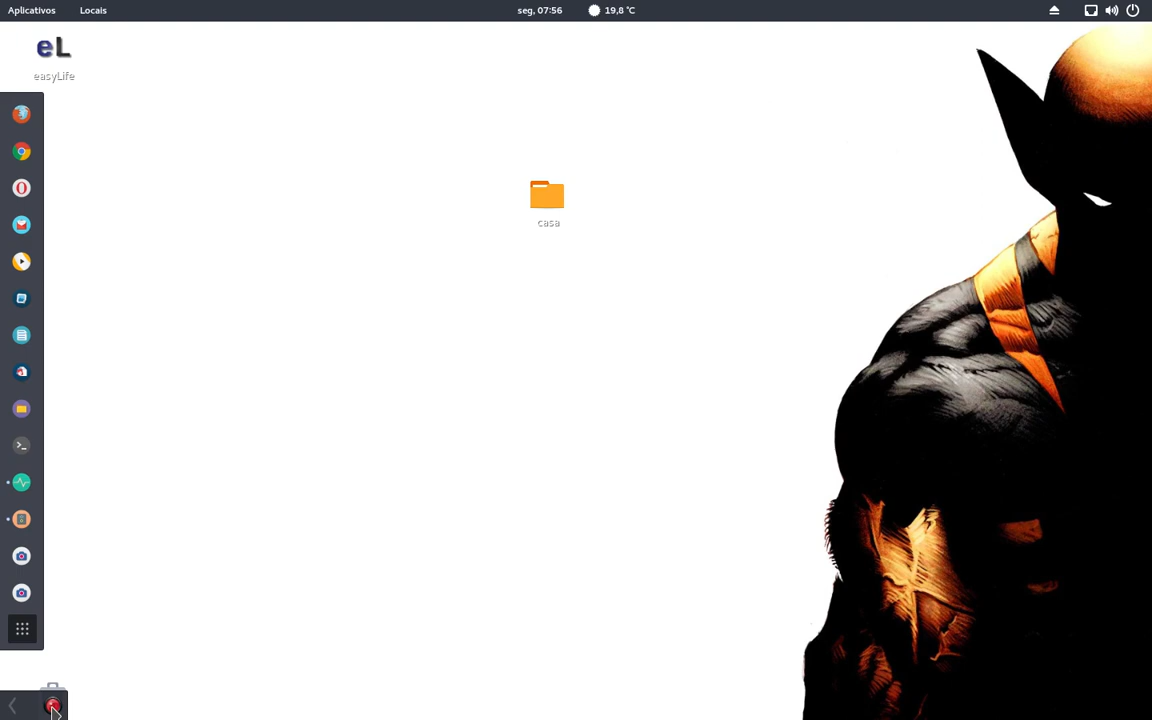 Aplicativos
Locais
seg, 07:56
19,8 °C
eL
easyLife
casa